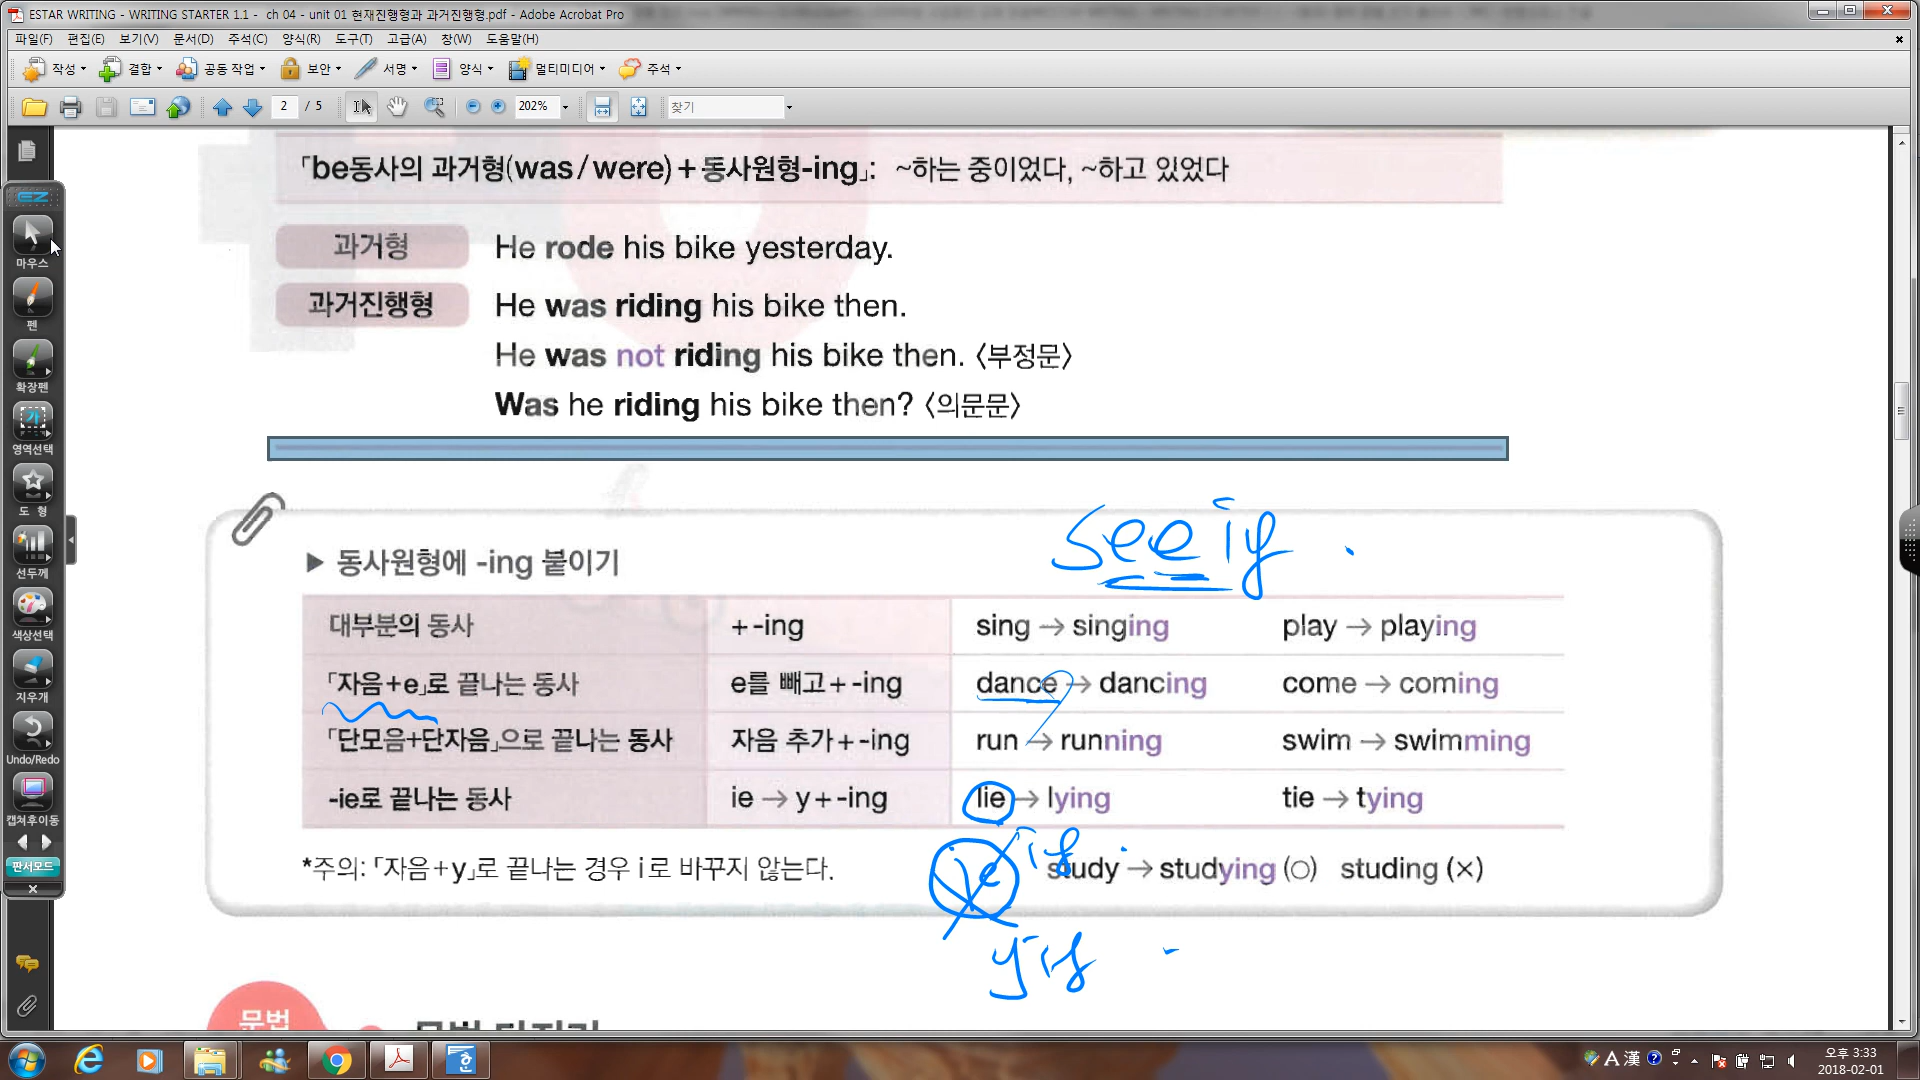 ESTAR WRITING - WRITING STARTER 1.1 - ch 04 - unit 01 현재진행형과 과거진행형.pdf - Adobe Acrobat Pro
파일(F) 편집(E) 보기(V) 문서(D) 주석(C) 양식(R) 도구(T) 고급(A) 창(W) 도움말(H)
작성 결합 공동 작업 보안 서명 양식 멀티미디어 주석
2 / 5 202% 찾기
「be동사의 과거형(was/were)+동사원형-ing」: ~하는 중이었다, ~하고 있었다
과거형 He rode his bike yesterday.
과거진행형 He was riding his bike then.
He was not riding his bike then. 〈부정문〉
Was he riding his bike then? 〈의문문〉
▶ 동사원형에 -ing 붙이기
대부분의 동사 + -ing sing → singing play → playing
「자음+e」로 끝나는 동사 e를 빼고 + -ing dance → dancing come → coming
「단모음+단자음」으로 끝나는 동사 자음 추가 + -ing run → running swim → swimming
-ie로 끝나는 동사 ie → y + -ing lie → lying tie → tying
*주의: 「자음+y」로 끝나는 경우 i로 바꾸지 않는다. study → studying (○) studing (×)
문법
EZ
마우스
펜
확장펜
영역선택
도 형
선두께
색상선택
지우개
Undo/Redo
캡쳐후이동
판서모드
A 漢
오후 3:33
2018-02-01